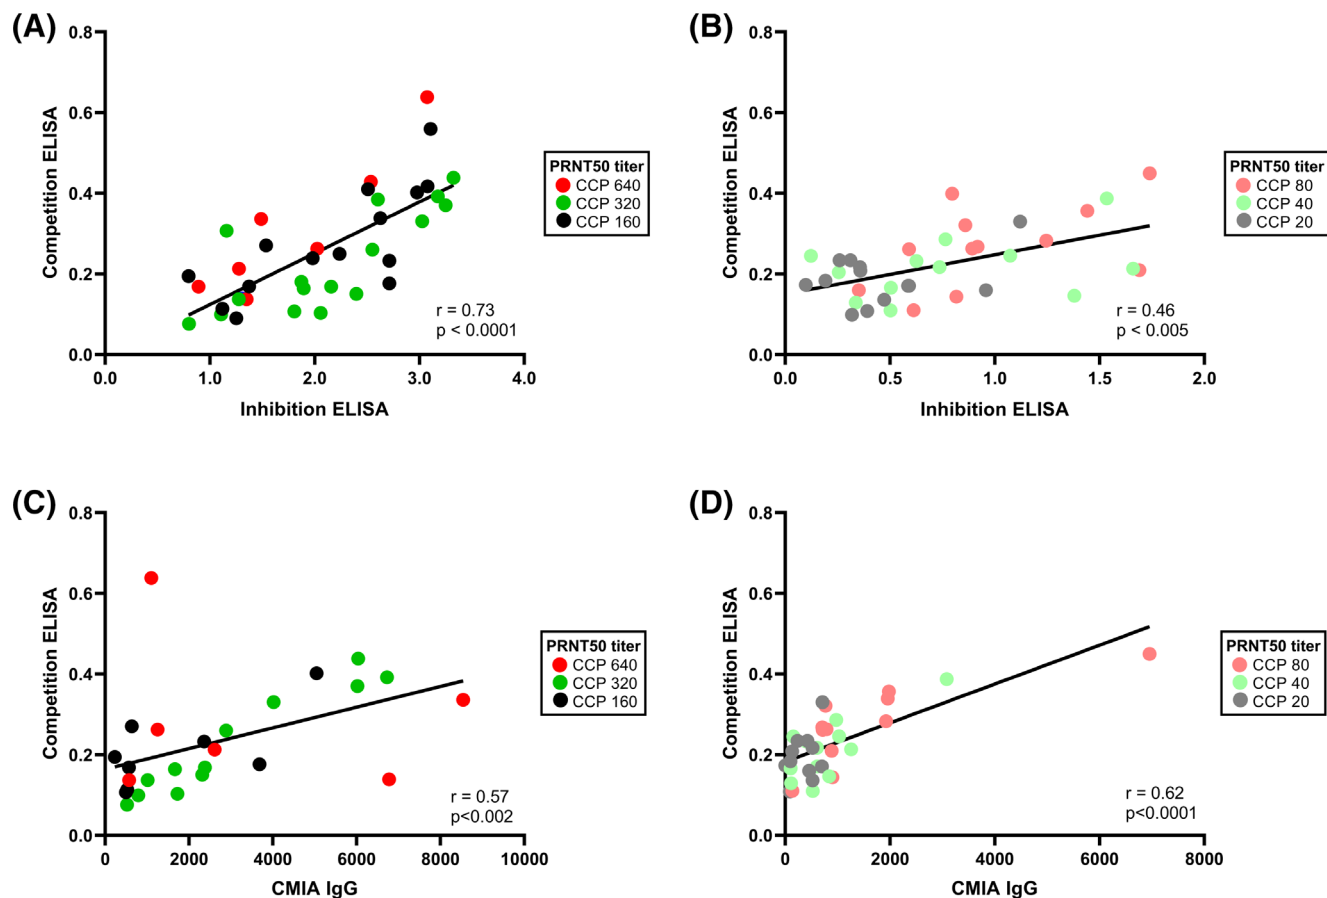 (A)
Competition ELISA
0.8
0.6
0.4
0.2
0.0
0.0 1.0 2.0 3.0 4.0
Inhibition ELISA
PRNT50 titer
CCP 640
CCP 320
CCP 160
r = 0.73
p < 0.0001
(B)
Competition ELISA
0.8
0.6
0.4
0.2
0.0
0.0 0.5 1.0 1.5 2.0
Inhibition ELISA
PRNT50 titer
CCP 80
CCP 40
CCP 20
r = 0.46
p < 0.005
(C)
Competition ELISA
0.8
0.6
0.4
0.2
0.0
0 2000 4000 6000 8000 10000
CMIA IgG
PRNT50 titer
CCP 640
CCP 320
CCP 160
r = 0.57
p<0.002
(D)
Competition ELISA
0.8
0.6
0.4
0.2
0.0
0 2000 4000 6000 8000
CMIA IgG
PRNT50 titer
CCP 80
CCP 40
CCP 20
r = 0.62
p<0.0001